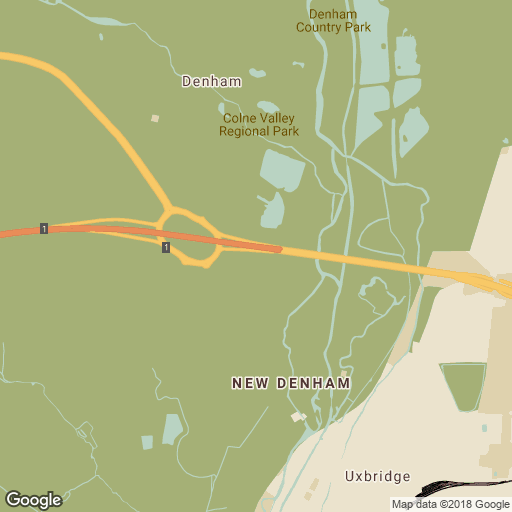 Denham
Country Park
Denham
Colne Valley
Regional Park
1
1
NEW DENHAM
Uxbridge
Google
Map data ©2018 Google